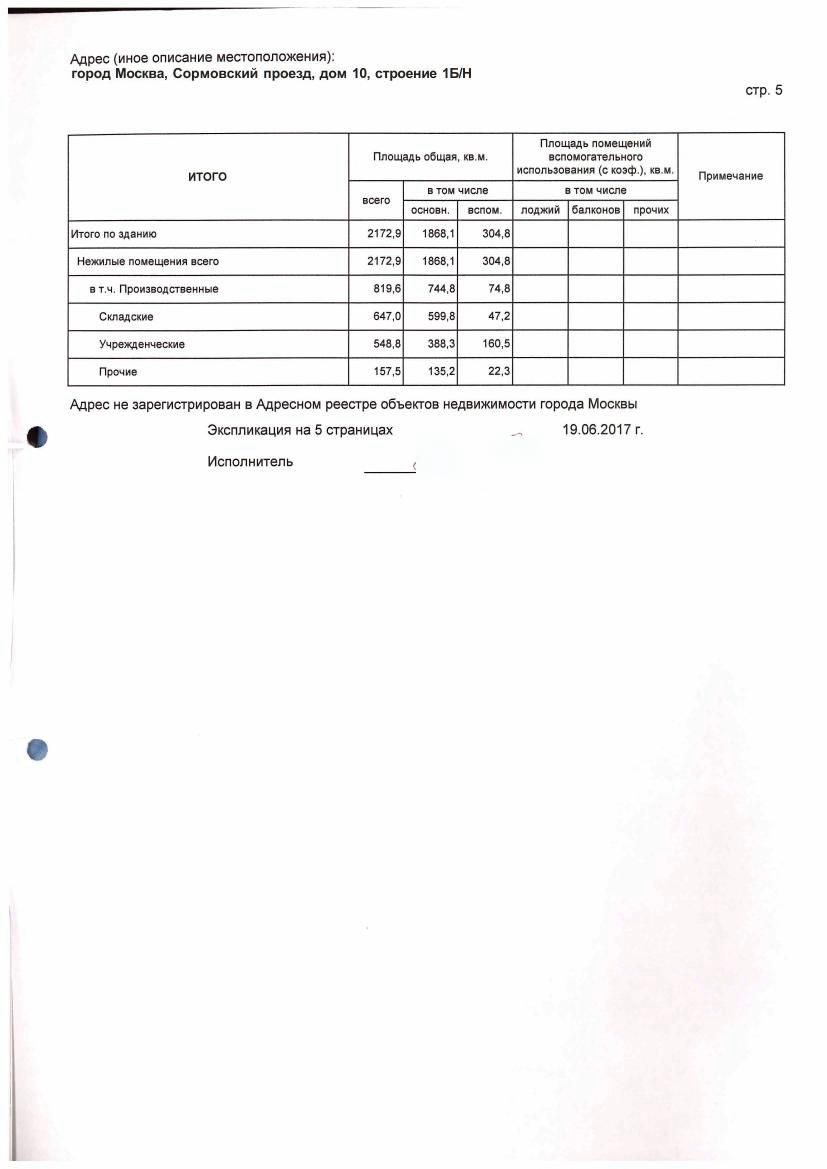 Адрес (иное описание местоположения):
город Москва, Сормовский проезд, дом 10, строение 1Б/Н
стр. 5
ИТОГО
Площадь общая, кв.м.
Площадь помещений
вспомогательного
использования (с коэф.), кв.м.
Примечание
всего
в том числе
в том числе
основн. вспом. лоджий балконов прочих
Итого по зданию 2172,9 1868,1 304,8
Нежилые помещения всего 2172,9 1868,1 304,8
в т.ч. Производственные 819,6 744,8 74,8
Складские 647,0 599,8 47,2
Учрежденческие 548,8 388,3 160,5
Прочие 157,5 135,2 22,3
Адрес не зарегистрирован в Адресном реестре объектов недвижимости города Москвы
Экспликация на 5 страницах 19.06.2017 г.
Исполнитель